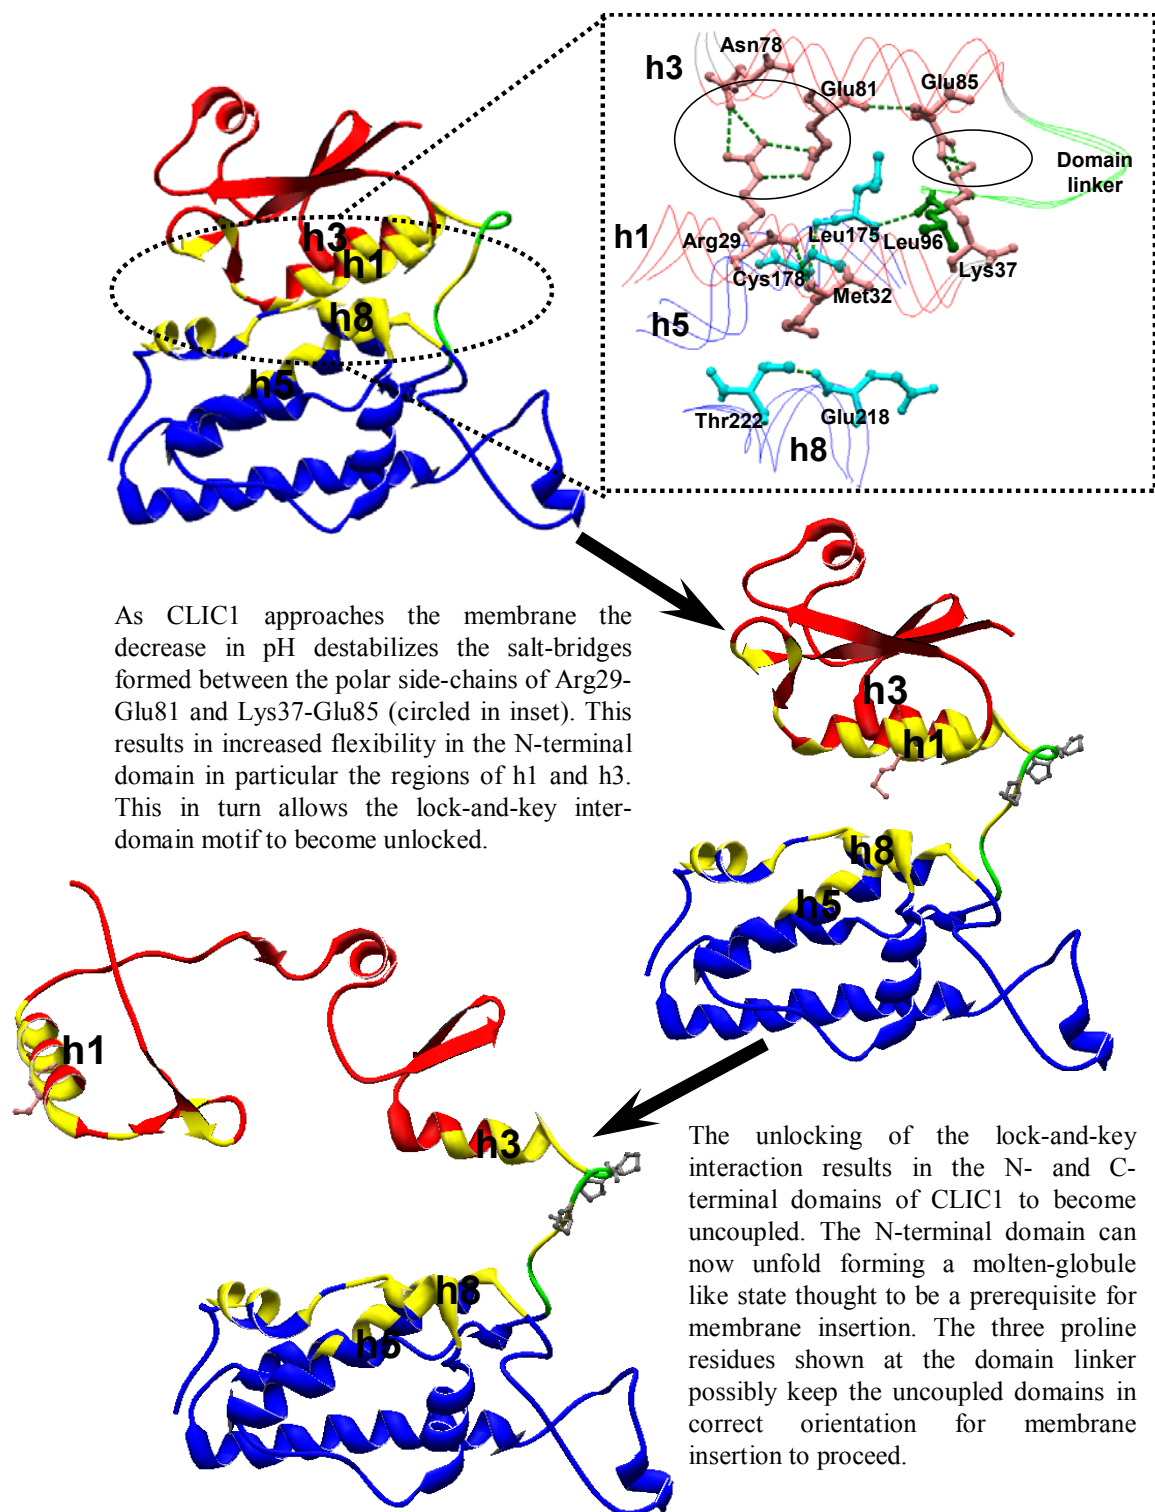 Asn78
h3
Glu81
Glu85
Domain
linker
h1
Arg29
Leu175
Leu96
Cys178
Met32
Lys37
h5
Thr222
Glu218
h8
h3
h1
h8
h5
As CLIC1 approaches the membrane the
decrease in pH destabilizes the salt-bridges
formed between the polar side-chains of Arg29-
Glu81 and Lys37-Glu85 (circled in inset). This
results in increased flexibility in the N-terminal
domain in particular the regions of h1 and h3.
This in turn allows the lock-and-key inter-
domain motif to become unlocked.
h3
h1
h8
h5
h1
h3
h8
h5
The unlocking of the lock-and-key
interaction results in the N- and C-
terminal domains of CLIC1 to become
uncoupled. The N-terminal domain can
now unfold forming a molten-globule
like state thought to be a prerequisite for
membrane insertion. The three proline
residues shown at the domain linker
possibly keep the uncoupled domains in
correct orientation for membrane
insertion to proceed.